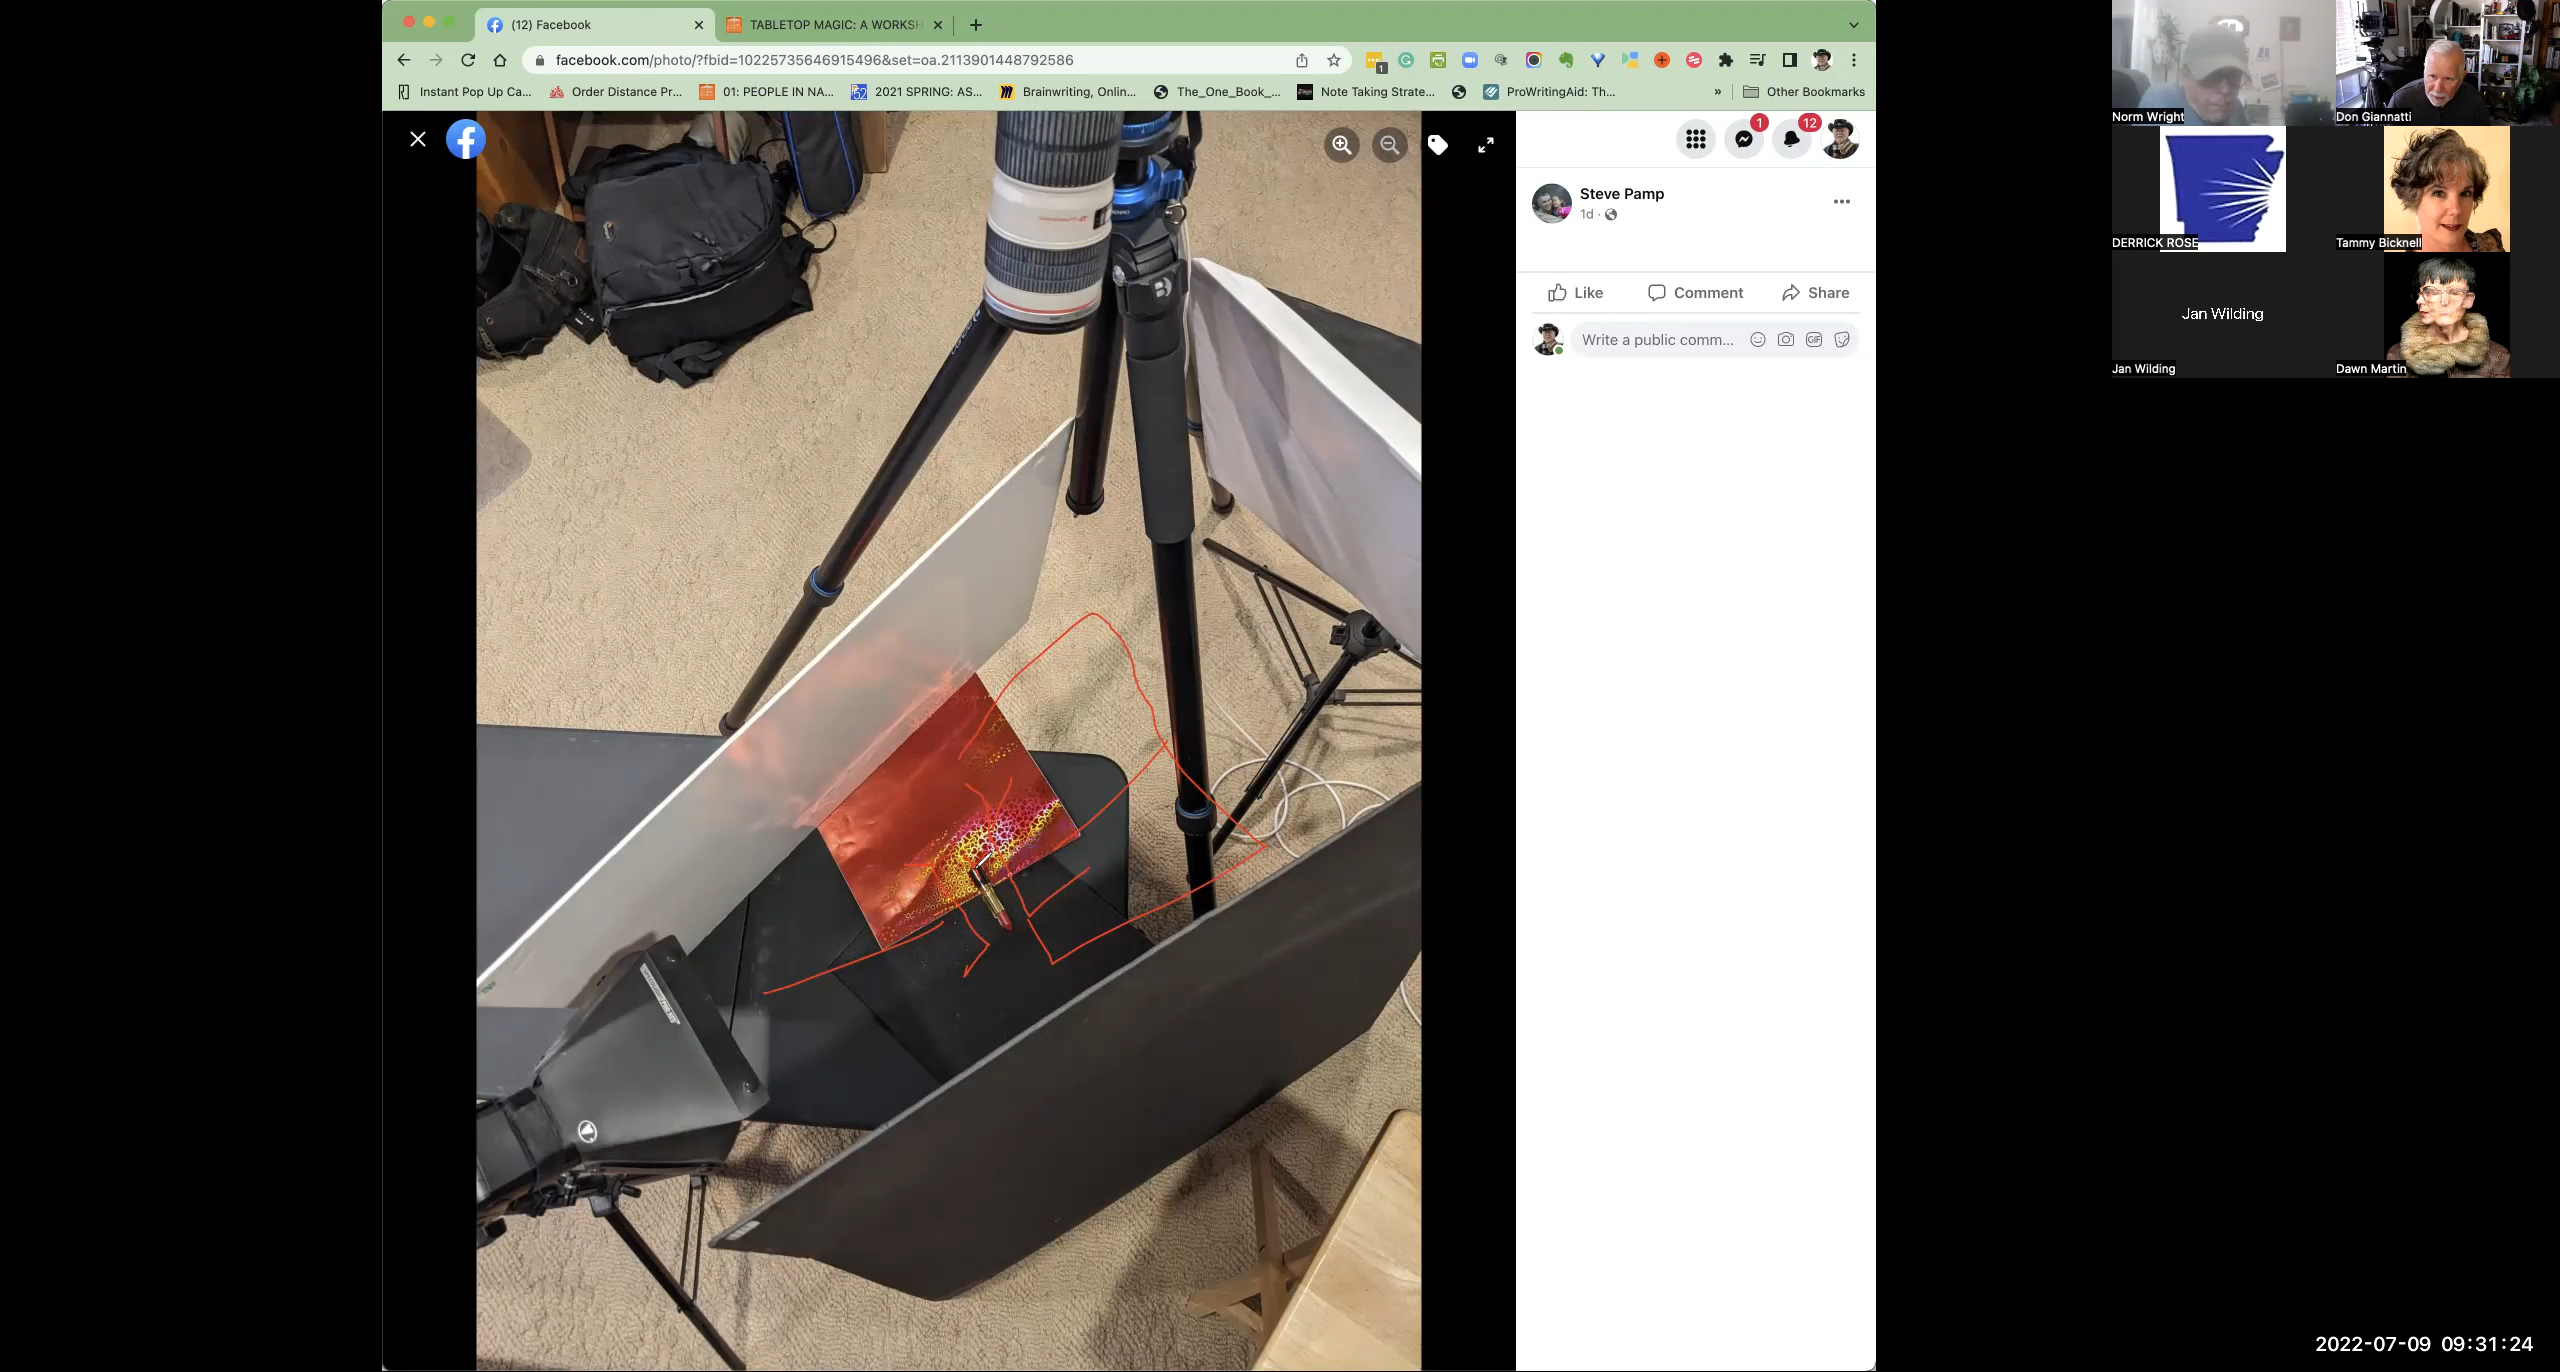 (12) Facebook
TABLETOP MAGIC: A WORKSH
facebook.com/photo/?fbid=10225735646915496&set=oa.2113901448792586
1
Instant Pop Up Ca...
Order Distance Pr...
01: PEOPLE IN NA...
2021 SPRING: AS...
Brainwriting, Onlin...
The_One_Book_...
Note Taking Strate...
ProWritingAid: Th...
»
Other Bookmarks
1
12
Steve Pamp
1d ·
Like
Comment
Share
Write a public comm...
GIF
Norm Wright
Don Giannatti
DERRICK ROSE
Tammy Bicknell
Jan Wilding
Jan Wilding
Dawn Martin
2022-07-09 09:31:24